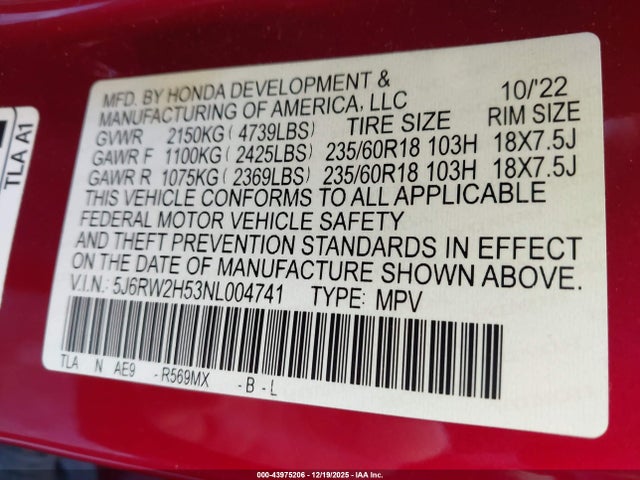 MFD. BY HONDA DEVELOPMENT &
MANUFACTURING OF AMERICA, LLC 10/'22
GVWR 2150KG ( 4739LBS) TIRE SIZE RIM SIZE
GAWR F 1100KG ( 2425LBS) 235/60R18 103H 18X7.5J
GAWR R 1075KG ( 2369LBS) 235/60R18 103H 18X7.5J
THIS VEHICLE CONFORMS TO ALL APPLICABLE
FEDERAL MOTOR VEHICLE SAFETY
AND THEFT PREVENTION STANDARDS IN EFFECT
ON THE DATE OF MANUFACTURE SHOWN ABOVE.
V.I.N.: 5J6RW2H53NL004741 TYPE: MPV
TLA N AE9 - R569MX - B - L
TLA A1
000-43975206 - 12/19/2025 - IAA Inc.